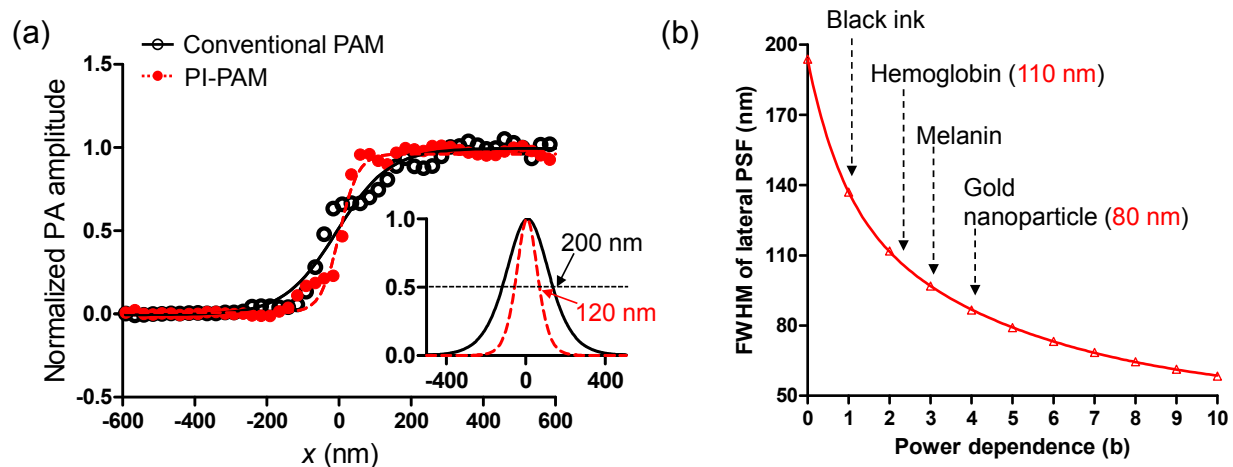 (a)
Conventional PAM
PI-PAM
Normalized PA amplitude
1.5
1.0
0.5
0.0
-0.5
-600
-400
-200
0
200
400
600
x (nm)
1.0
0.5
0.0
-400
0
400
200 nm
120 nm
(b)
FWHM of lateral PSF (nm)
200
170
140
110
80
50
0
1
2
3
4
5
6
7
8
9
10
Power dependence (b)
Black ink
Hemoglobin (110 nm)
Melanin
Gold
nanoparticle (80 nm)